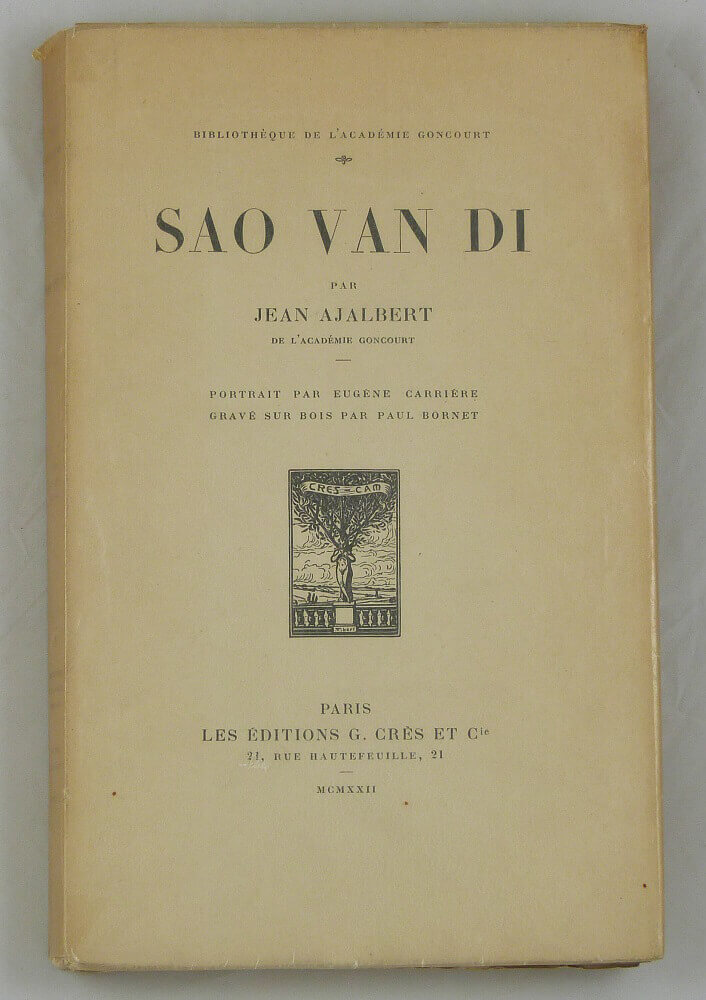 BIBLIOTHÈQUE DE L'ACADÉMIE GONCOURT
SAO VAN DI
PAR
JEAN AJALBERT
DE L'ACADÉMIE GONCOURT
PORTRAIT PAR EUGÈNE CARRIÈRE
GRAVÉ SUR BOIS PAR PAUL BORNET
CRES-CAM
PARIS
LES ÉDITIONS G. CRÈS ET Cie
21, RUE HAUTEFEUILLE, 21
MCMXXII